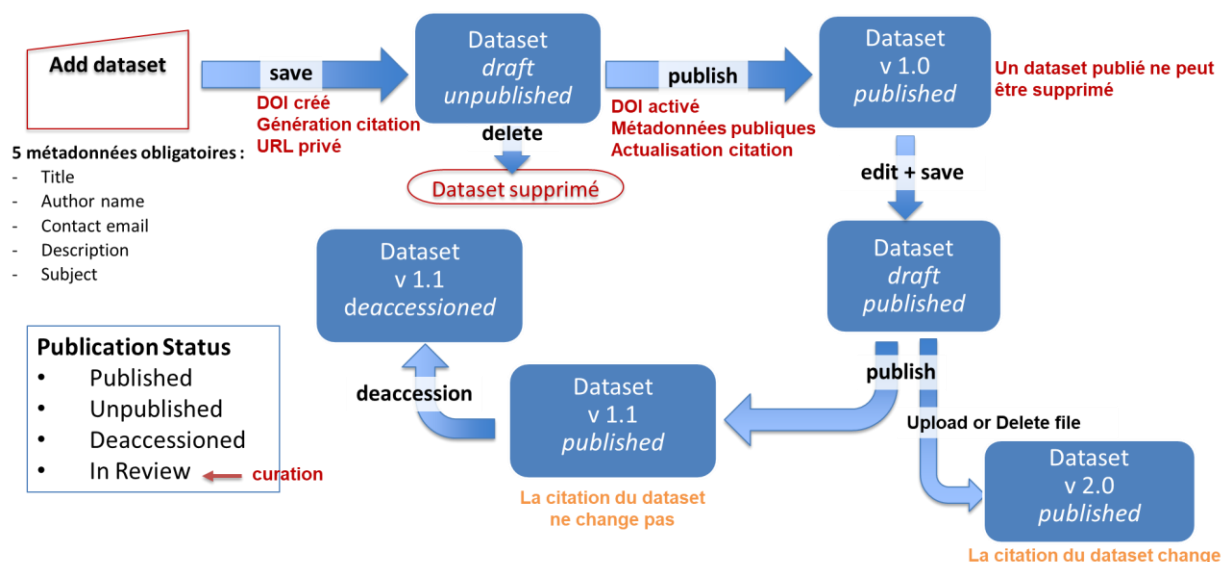 Add dataset
save
DOI créé
Génération citation
URL privé
Dataset
draft
unpublished
delete
Dataset supprimé
publish
DOI activé
Métadonnées publiques
Actualisation citation
Dataset
v 1.0
published
Un dataset publié ne peut
être supprimé
5 métadonnées obligatoires :
- Title
- Author name
- Contact email
- Description
- Subject
edit + save
Dataset
draft
published
publish
Upload or Delete file
Dataset
v 2.0
published
La citation du dataset change
Dataset
v 1.1
published
La citation du dataset
ne change pas
deaccession
Dataset
v 1.1
deaccessioned
Publication Status
• Published
• Unpublished
• Deaccessioned
• In Review
curation